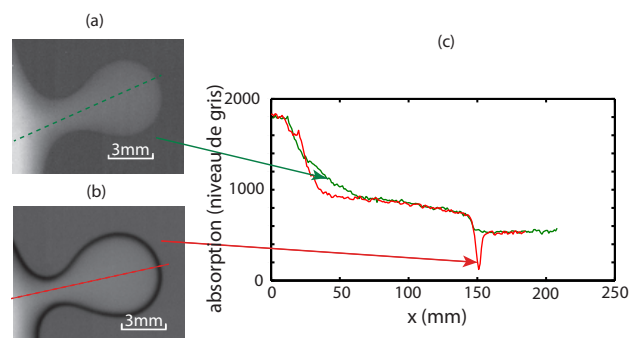 (a)
3mm
(b)
3mm
(c)
absorption (niveau de gris)
2000
1000
0
0
50
100
150
200
250
x (mm)